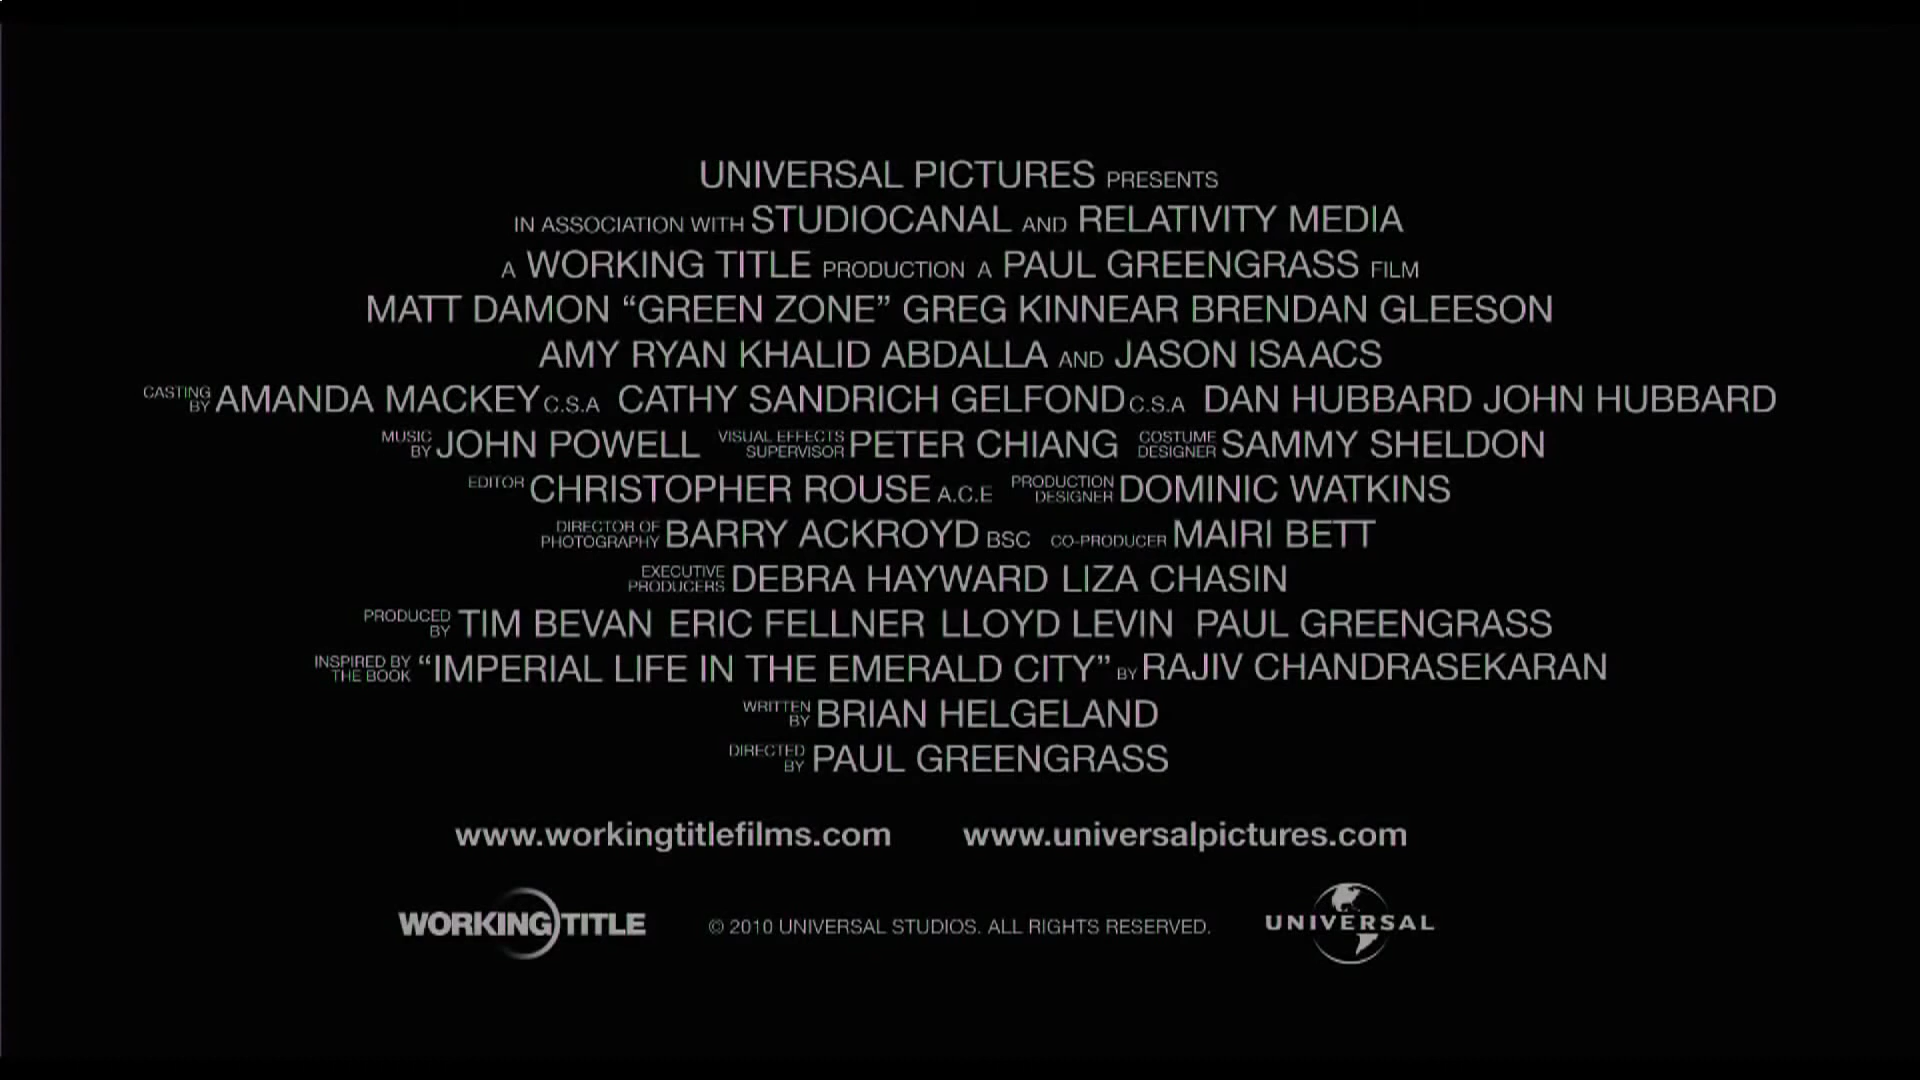 UNIVERSAL PICTURES PRESENTS
IN ASSOCIATION WITH STUDIOCANAL AND RELATIVITY MEDIA
A WORKING TITLE PRODUCTION A PAUL GREENGRASS FILM
MATT DAMON “GREEN ZONE” GREG KINNEAR BRENDAN GLEESON
AMY RYAN KHALID ABDALLA AND JASON ISAACS
CASTING BY AMANDA MACKEY C.S.A CATHY SANDRICH GELFOND C.S.A DAN HUBBARD JOHN HUBBARD
MUSIC BY JOHN POWELL VISUAL EFFECTS SUPERVISOR PETER CHIANG COSTUME DESIGNER SAMMY SHELDON
EDITOR CHRISTOPHER ROUSE A.C.E PRODUCTION DESIGNER DOMINIC WATKINS
DIRECTOR OF PHOTOGRAPHY BARRY ACKROYD BSC CO-PRODUCER MAIRI BETT
EXECUTIVE PRODUCERS DEBRA HAYWARD LIZA CHASIN
PRODUCED BY TIM BEVAN ERIC FELLNER LLOYD LEVIN PAUL GREENGRASS
INSPIRED BY THE BOOK “IMPERIAL LIFE IN THE EMERALD CITY” BY RAJIV CHANDRASEKARAN
WRITTEN BY BRIAN HELGELAND
DIRECTED BY PAUL GREENGRASS
www.workingtitlefilms.com www.universalpictures.com
WORKING TITLE © 2010 UNIVERSAL STUDIOS. ALL RIGHTS RESERVED. UNIVERSAL